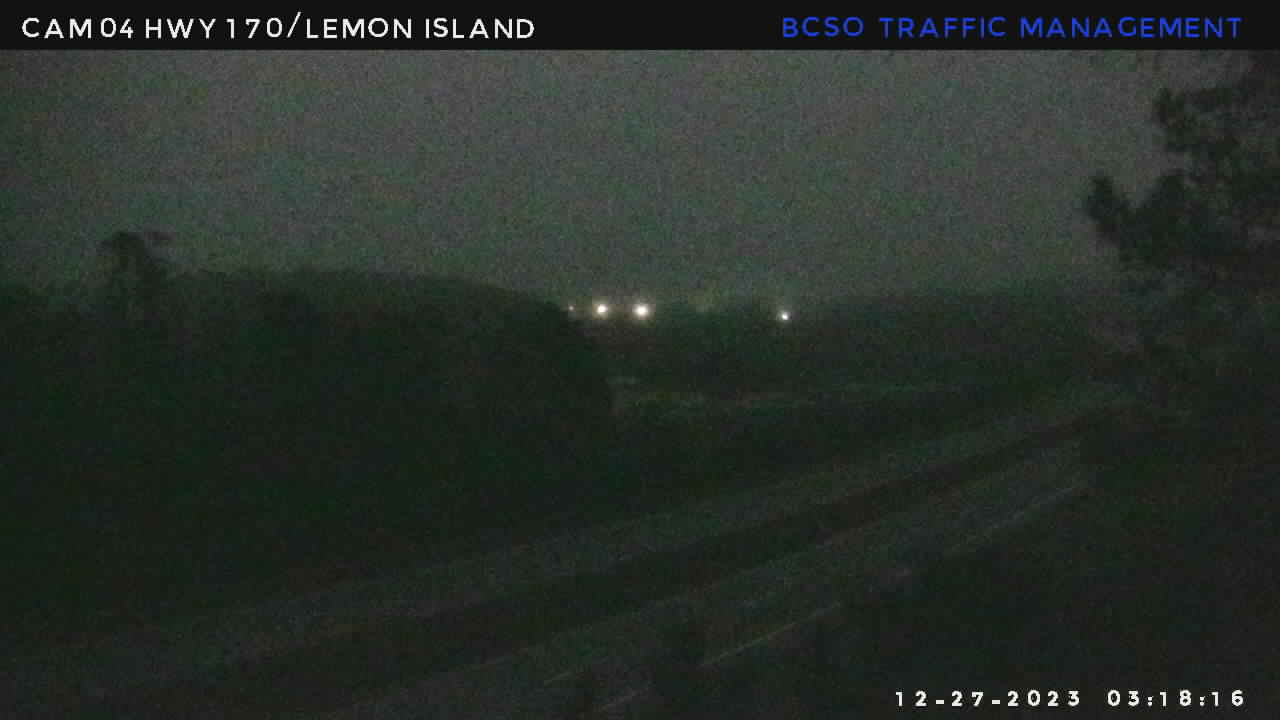 CAM04 HWY 170/LEMON ISLAND
BCSO TRAFFIC MANAGEMENT
12-27-2023 03:18:16